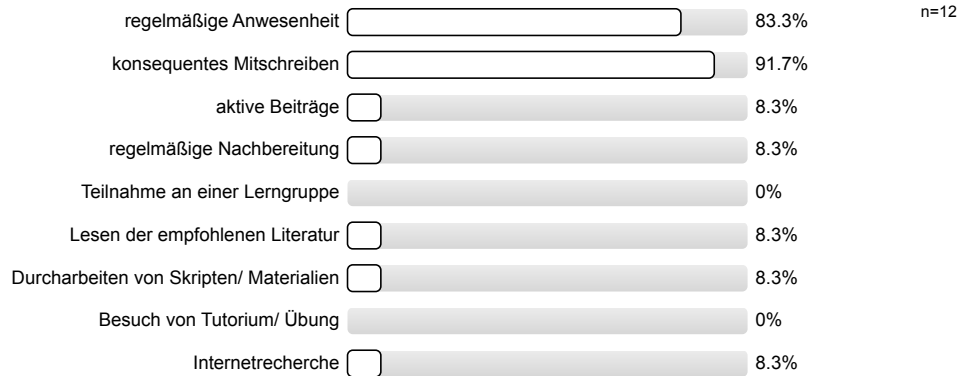 regelmäßige Anwesenheit 83.3% n=12
konsequentes Mitschreiben 91.7%
aktive Beiträge 8.3%
regelmäßige Nachbereitung 8.3%
Teilnahme an einer Lerngruppe 0%
Lesen der empfohlenen Literatur 8.3%
Durcharbeiten von Skripten/ Materialien 8.3%
Besuch von Tutorium/ Übung 0%
Internetrecherche 8.3%